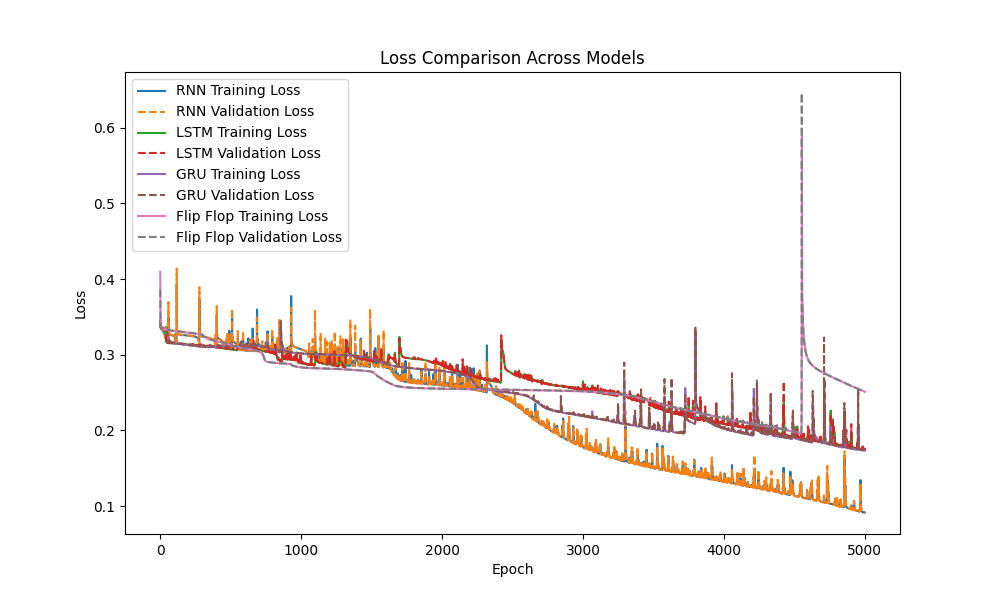 Loss Comparison Across Models
RNN Training Loss
RNN Validation Loss
LSTM Training Loss
LSTM Validation Loss
GRU Training Loss
GRU Validation Loss
Flip Flop Training Loss
Flip Flop Validation Loss
Loss
0.6
0.5
0.4
0.3
0.2
0.1
0 1000 2000 3000 4000 5000
Epoch